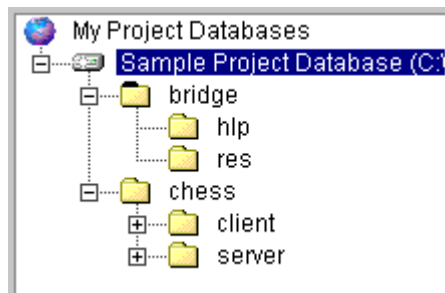 My Project Databases
Sample Project Database (C:\
bridge
hlp
res
chess
client
server